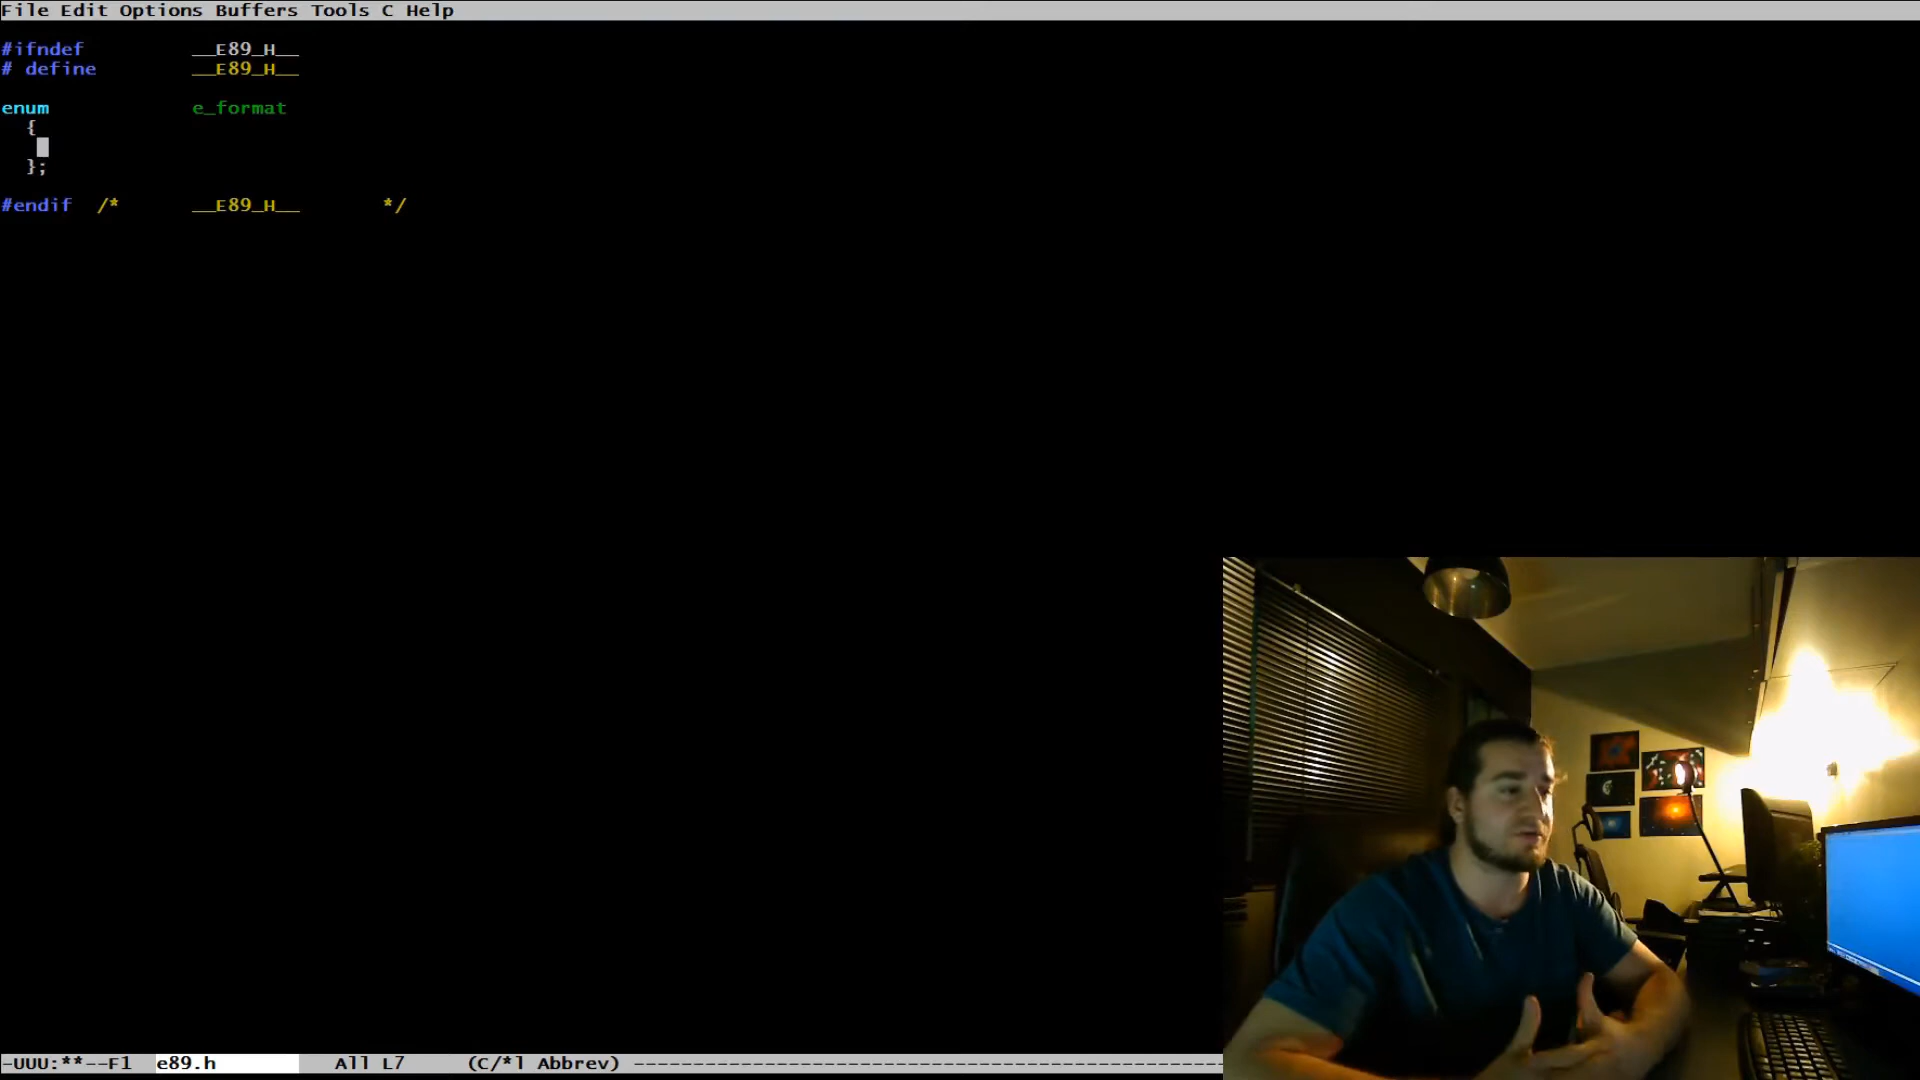 File Edit Options Buffers Tools C Help
#ifndef __E89_H__
# define __E89_H__
enum e_format
{
};
#endif /* __E89_H__ */
-UUU:**--F1 e89.h All L7 (C/*l Abbrev) -------------------------------------------------